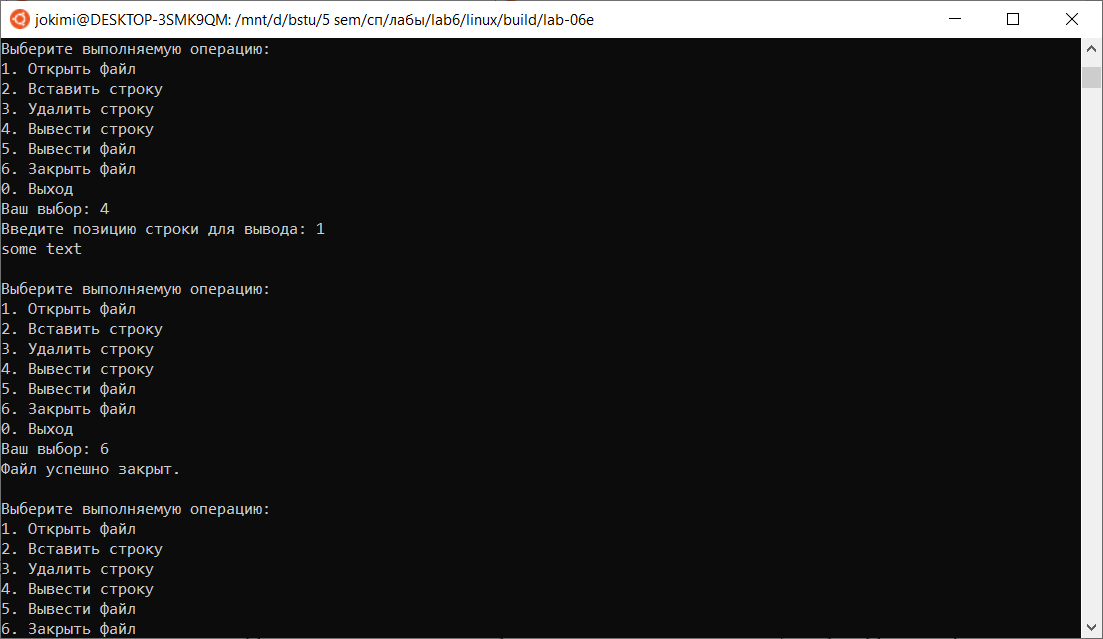 jokimi@DESKTOP-3SMK9QM: /mnt/d/bstu/5 sem/сп/лабы/lab6/linux/build/lab-06e
Выберите выполняемую операцию:
1. Открыть файл
2. Вставить строку
3. Удалить строку
4. Вывести строку
5. Вывести файл
6. Закрыть файл
0. Выход
Ваш выбор: 4
Введите позицию строки для вывода: 1
some text

Выберите выполняемую операцию:
1. Открыть файл
2. Вставить строку
3. Удалить строку
4. Вывести строку
5. Вывести файл
6. Закрыть файл
0. Выход
Ваш выбор: 6
Файл успешно закрыт.

Выберите выполняемую операцию:
1. Открыть файл
2. Вставить строку
3. Удалить строку
4. Вывести строку
5. Вывести файл
6. Закрыть файл